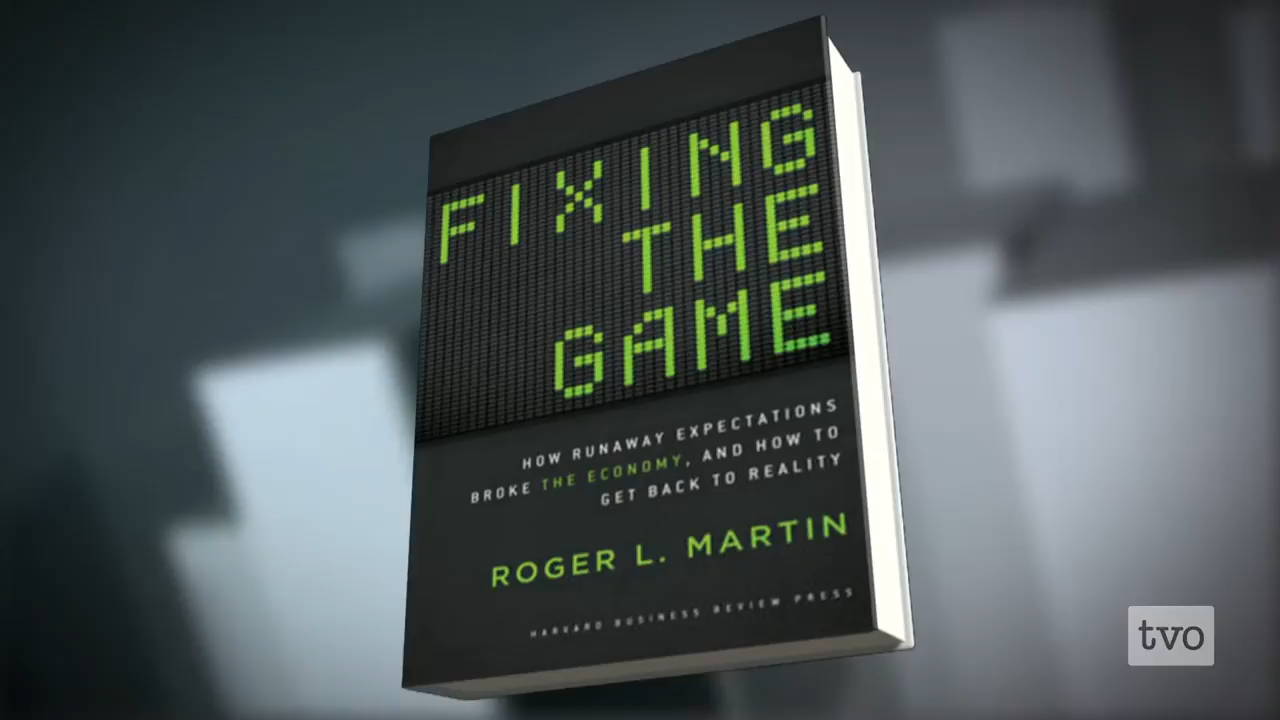 FIXING
THE
GAME
HOW RUNAWAY EXPECTATIONS
BROKE THE ECONOMY, AND HOW TO
GET BACK TO REALITY
ROGER L. MARTIN
HARVARD BUSINESS REVIEW PRESS
tvo